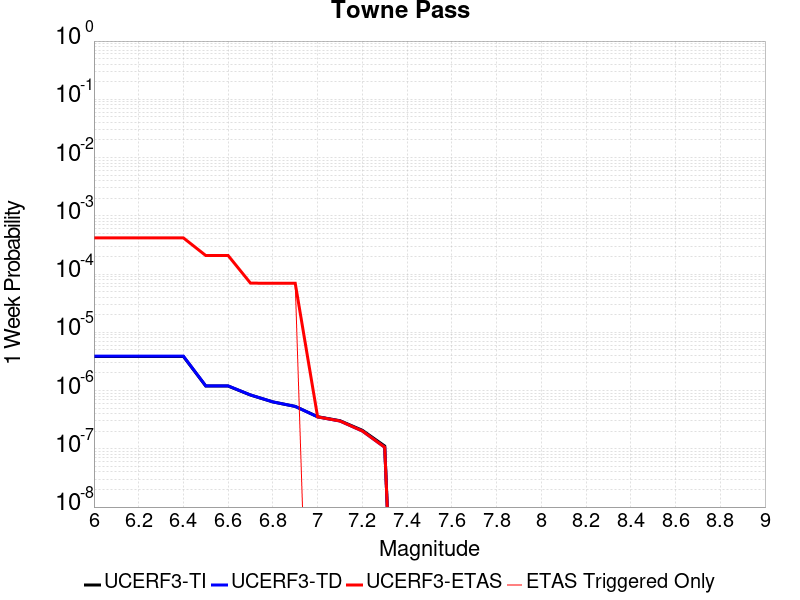 Towne Pass
10^0
10^-1
10^-2
10^-3
10^-4
10^-5
10^-6
10^-7
10^-8
1 Week Probability
6 6.2 6.4 6.6 6.8 7 7.2 7.4 7.6 7.8 8 8.2 8.4 8.6 8.8 9
Magnitude
UCERF3-TI UCERF3-TD UCERF3-ETAS ETAS Triggered Only